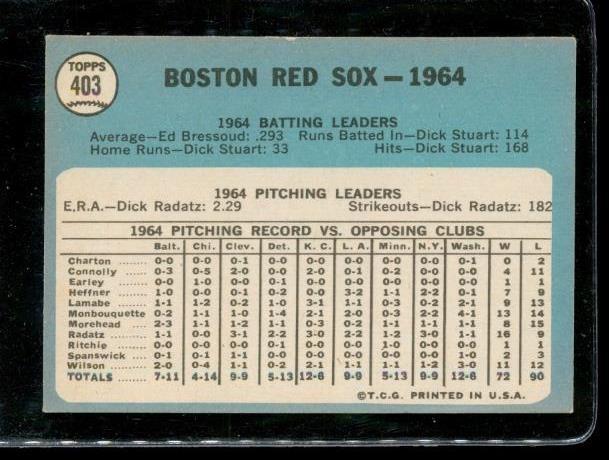 TOPPS
403
BOSTON RED SOX—1964
1964 BATTING LEADERS
Average—Ed Bressoud: .293 Runs Batted In—Dick Stuart: 114
Home Runs—Dick Stuart: 33 Hits—Dick Stuart: 168
1964 PITCHING LEADERS
E.R.A.—Dick Radatz: 2.29 Strikeouts—Dick Radatz: 182
1964 PITCHING RECORD VS. OPPOSING CLUBS
Balt. Chi. Clev. Det. K. C. L. A. Minn. N.Y. Wash. W L
Charton ...... 0-0 0-0 0-1 0-0 0-0 0-0 0-0 0-0 0-1 0 2
Connolly ..... 0-3 0-5 2-0 0-0 2-0 0-1 0-2 0-0 0-0 4 11
Earley ........ 0-0 1-0 0-0 0-1 0-0 0-0 0-0 0-0 0-0 1 1
Heffner ...... 1-0 0-0 0-1 0-2 0-0 3-2 1-1 2-2 0-1 7 9
Lamabe ...... 1-1 1-2 0-2 1-0 3-1 1-1 0-3 0-2 2-1 9 13
Monbouquette 0-2 1-1 1-0 1-4 2-1 2-0 0-3 2-2 4-1 13 14
Morehead .... 2-3 1-1 1-2 1-1 0-3 0-2 1-1 1-1 1-1 8 15
Radatz ....... 1-1 0-0 3-1 2-2 3-0 2-2 1-2 3-0 1-1 16 9
Ritchie ....... 0-0 0-0 0-0 0-1 0-0 0-0 1-0 0-0 0-0 1 1
Spanswick ... 0-1 0-1 1-1 0-0 0-0 0-0 0-0 0-0 1-0 2 3
Wilson ........ 2-0 0-4 1-1 0-2 2-1 1-1 1-1 1-2 3-0 11 12
TOTALS ....... 7-11 4-14 9-9 5-13 12-6 9-9 5-13 9-9 12-6 72 90
©T.C.G. PRINTED IN U.S.A.